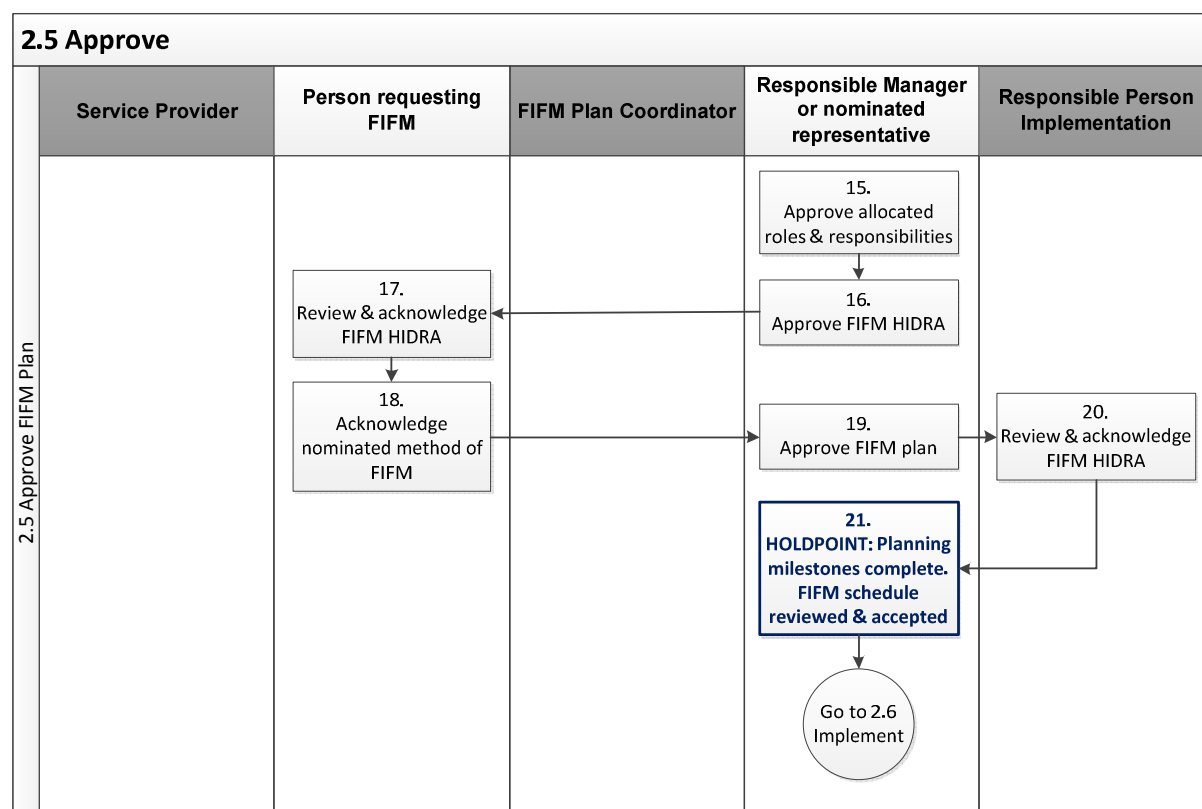 2.5 Approve
Service Provider
Person requesting
FIFM
FIFM Plan Coordinator
Responsible Manager
or nominated
representative
Responsible Person
Implementation
2.5 Approve FIFM Plan
15.
Approve allocated
roles & responsibilities
16.
Approve FIFM HIDRA
17.
Review & acknowledge
FIFM HIDRA
18.
Acknowledge
nominated method of
FIFM
19.
Approve FIFM plan
20.
Review & acknowledge
FIFM HIDRA
21.
HOLDPOINT: Planning
milestones complete.
FIFM schedule
reviewed & accepted
Go to 2.6
Implement